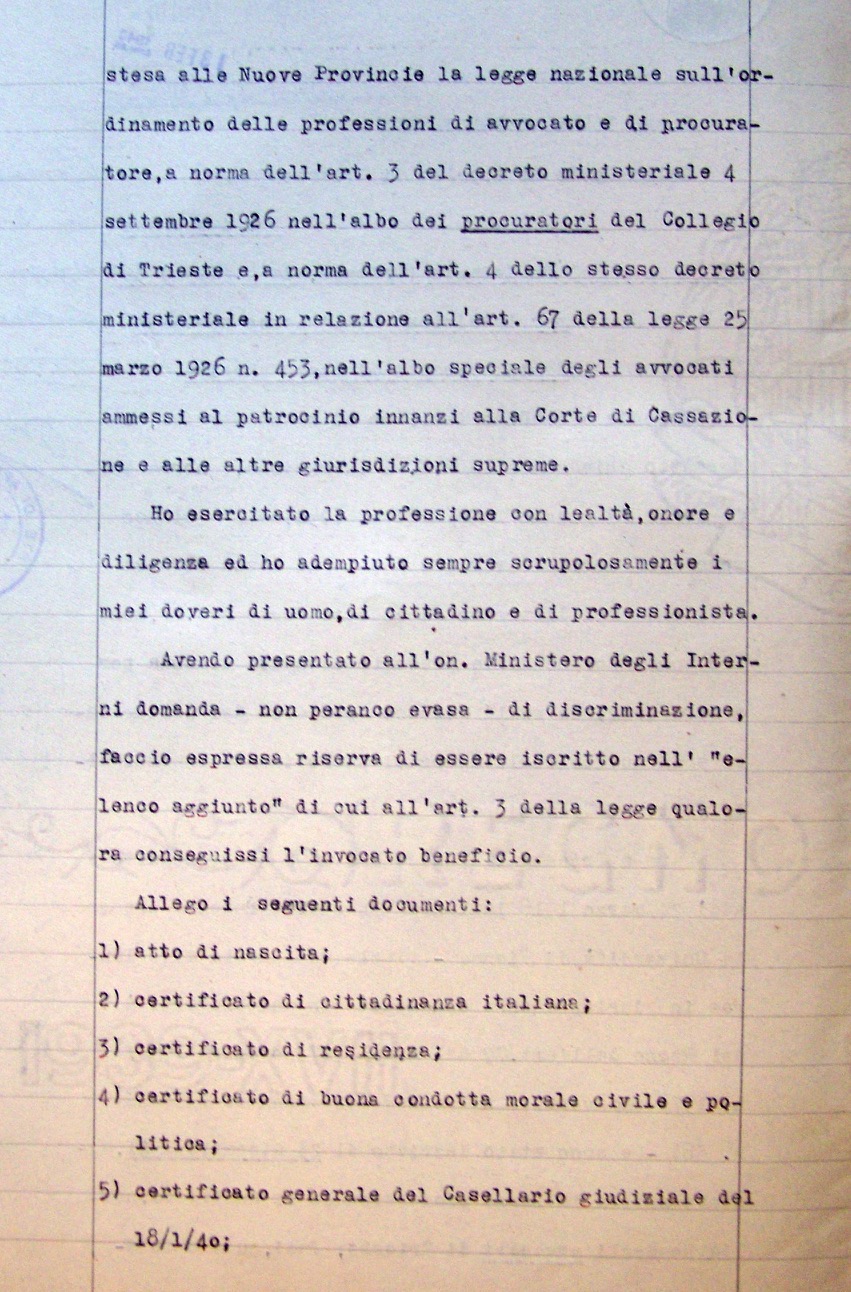 stesa alle Nuove Provincie la legge nazionale sull'or-
dinamento delle professioni di avvocato e di procura-
tore,a norma dell'art. 3 del decreto ministeriale 4
settembre 1926 nell'albo dei procuratori del Collegio
di Trieste e,a norma dell'art. 4 dello stesso decreto
ministeriale in relazione all'art. 67 della legge 25
marzo 1926 n. 453,nell'albo speciale degli avvocati
ammessi al patrocinio innanzi alla Corte di Cassazio-
ne e alle altre giurisdizioni supreme.
Ho esercitato la professione con lealtà,onore e
diligenza ed ho adempiuto sempre scrupolosamente i
miei doveri di uomo,di cittadino e di professionista.
Avendo presentato all'on. Ministero degli Inter-
ni domanda - non peranco evasa - di discriminazione,
faccio espressa riserva di essere iscritto nell' "e-
lenco aggiunto" di cui all'art. 3 della legge qualo-
ra conseguissi l'invocato beneficio.
Allego i seguenti documenti:
1) atto di nascita;
2) certificato di cittadinanza italiana;
3) certificato di residenza;
4) certificato di buona condotta morale civile e po-
litica;
5) certificato generale del Casellario giudiziale del
18/1/40;